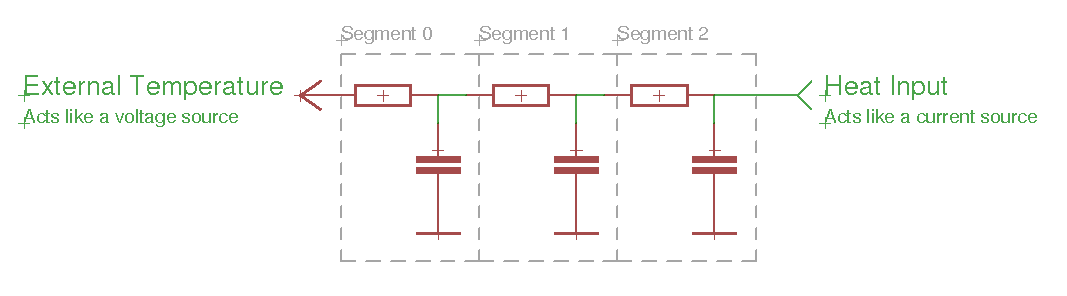 Segment 0
Segment 1
Segment 2
External Temperature
Acts like a voltage source
Heat Input
Acts like a current source